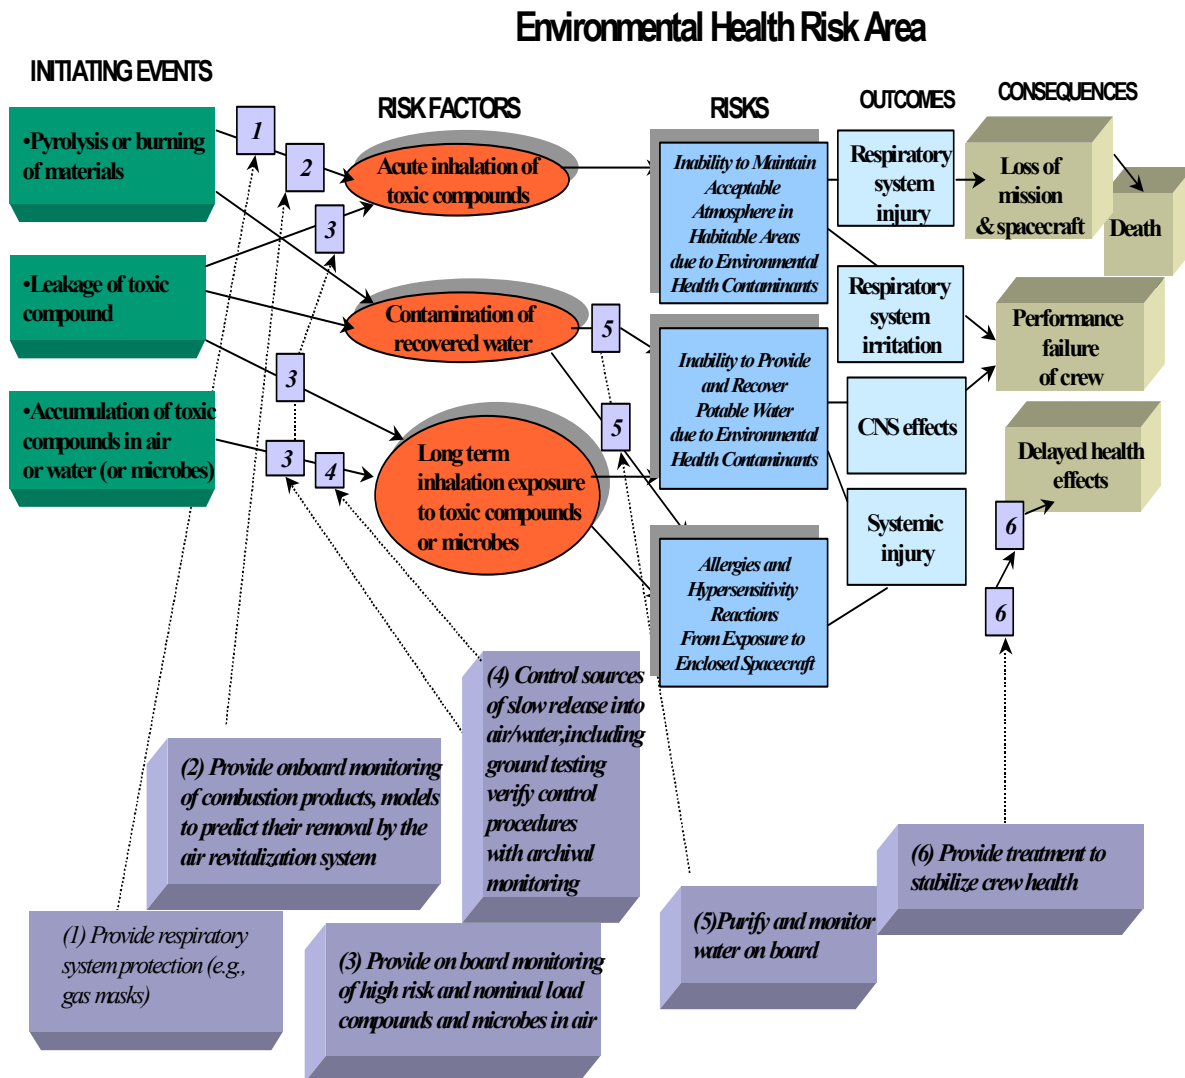 Environmental Health Risk Area
INITIATING EVENTS
RISK FACTORS
RISKS
OUTCOMES
CONSEQUENCES
•Pyrolysis or burning
of materials
•Leakage of toxic
compound
•Accumulation of toxic
compounds in air
or water (or microbes)
1
2
3
3
3
4
Acute inhalation of
toxic compounds
Contamination of
recovered water
Long term
inhalation exposure
to toxic compounds
or microbes
5
5
Inability to Maintain
Acceptable
Atmosphere in
Habitable Areas
due to Environmental
Health Contaminants
Inability to Provide
and Recover
Potable Water
due to Environmental
Health Contaminants
Allergies and
Hypersensitivity
Reactions
From Exposure to
Enclosed Spacecraft
Respiratory
system
injury
Respiratory
system
irritation
CNS effects
Systemic
injury
Loss of
mission
& spacecraft
Death
Performance
failure
of crew
Delayed health
effects
6
6
(4) Control sources
of slow release into
air/water,including
ground testing
verify control
procedures
with archival
monitoring
(2) Provide onboard monitoring
of combustion products, models
to predict their removal by the
air revitalization system
(6) Provide treatment to
stabilize crew health
(1) Provide respiratory
system protection (e.g.,
gas masks)
(3) Provide on board monitoring
of high risk and nominal load
compounds and microbes in air
(5)Purify and monitor
water on board